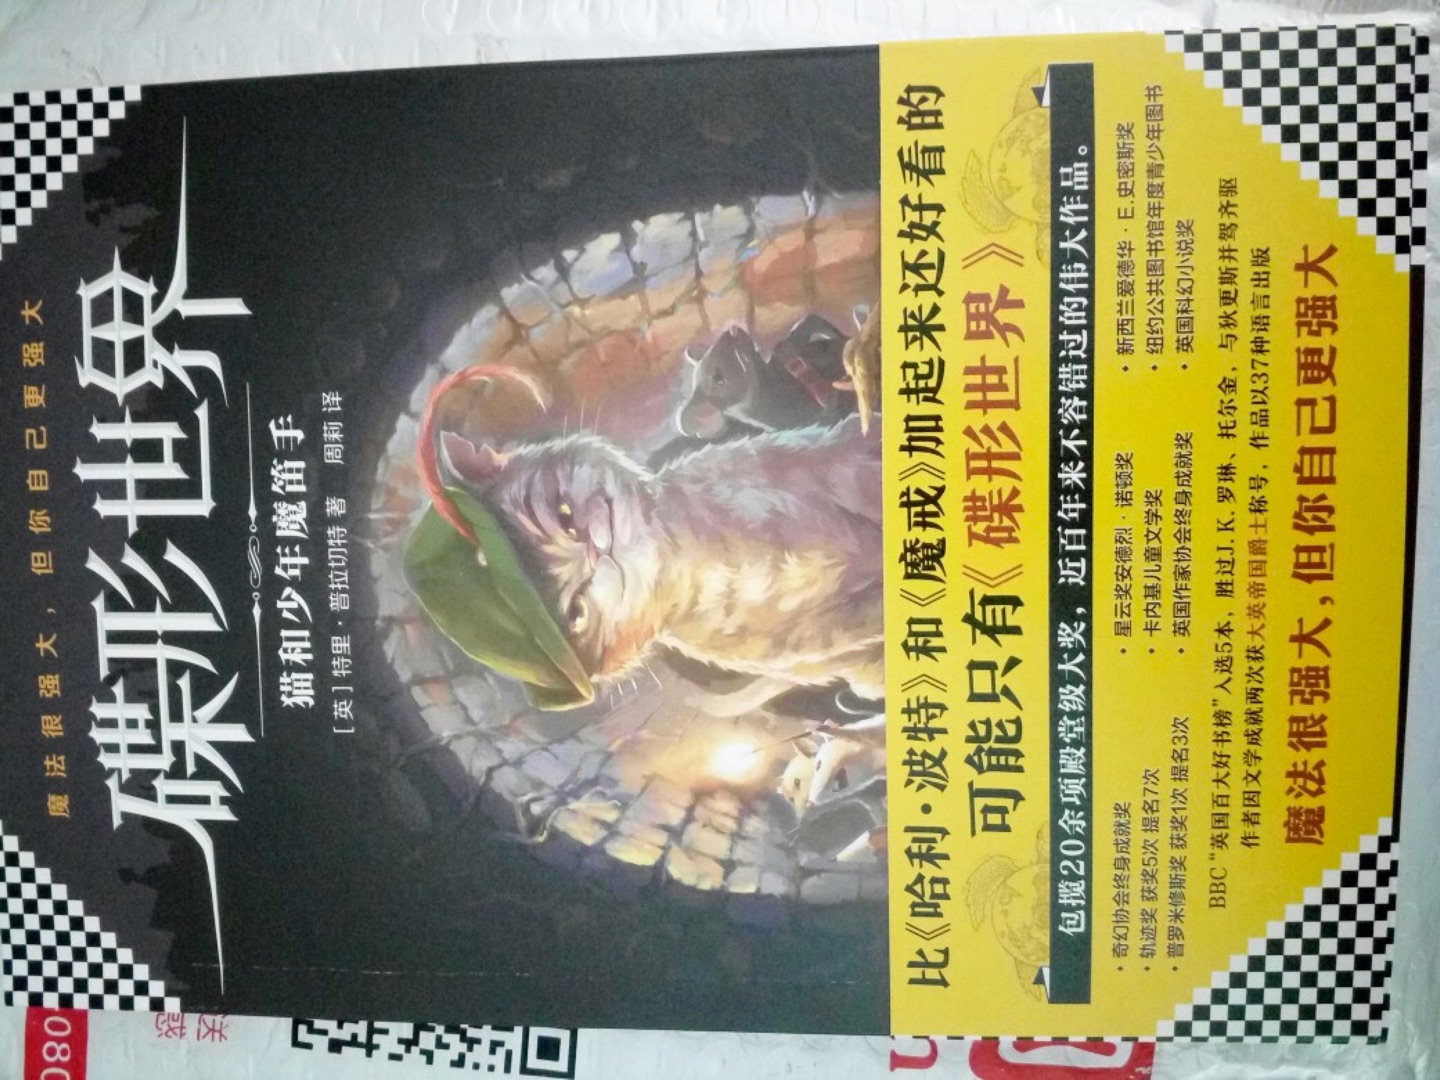 魔法很强大，但你自己更强大
碟形世界
猫和少年魔笛手
[英]特里·普拉切特 著 周莉 译
比《哈利·波特》和《魔戒》加起来还好看的
可能只有《碟形世界》
包揽20余项殿堂级大奖，近百年来不容错过的伟大作品。
·奇幻协会终身成就奖 ·星云奖安德烈·诺顿奖 ·新西兰爱德华·E.史密斯奖
·轨迹奖 获奖5次 提名7次 ·卡内基儿童文学奖 ·纽约公共图书馆年度青少年图书
·普罗米修斯奖 获奖1次 提名3次 ·英国作家协会终身成就奖 ·英国科幻小说奖
BBC“英国百大好书榜”入选5本，胜过J.K.罗琳、托尔金，与狄更斯并驾齐驱
作者因文学成就两次获大英帝国爵士称号，作品以37种语言出版
魔法很强大，但你自己更强大
080